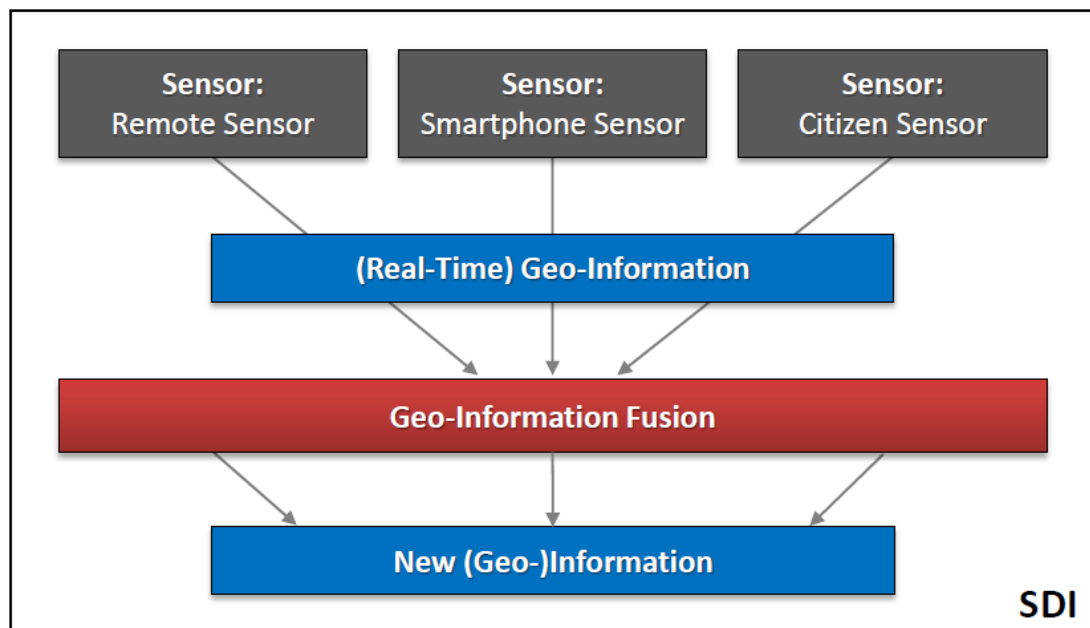 Sensor:
Remote Sensor
Sensor:
Smartphone Sensor
Sensor:
Citizen Sensor
(Real-Time) Geo-Information
Geo-Information Fusion
New (Geo-)Information
SDI